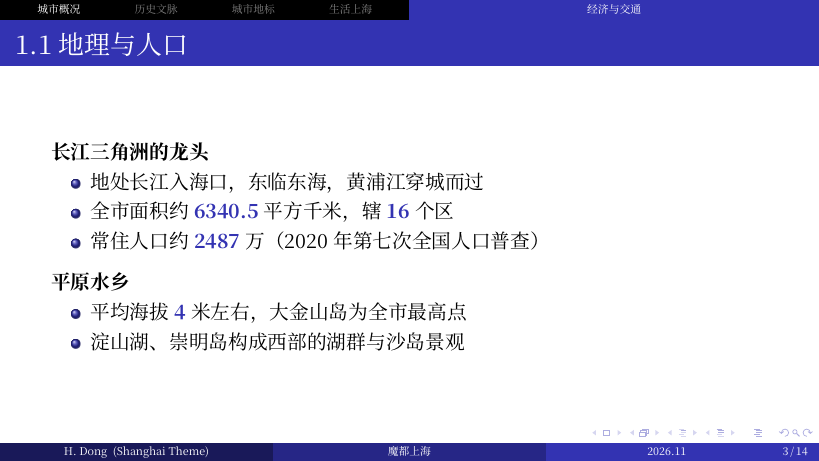 城市概况 历史文脉 城市地标 生活上海 经济与交通
1.1 地理与人口
长江三角洲的龙头
地处长江入海口，东临东海，黄浦江穿城而过
全市面积约 6340.5 平方千米，辖 16 个区
常住人口约 2487 万（2020 年第七次全国人口普查）
平原水乡
平均海拔 4 米左右，大金山岛为全市最高点
淀山湖、崇明岛构成西部的湖群与沙岛景观
H. Dong (Shanghai Theme) 魔都上海 2026.11 3 / 14